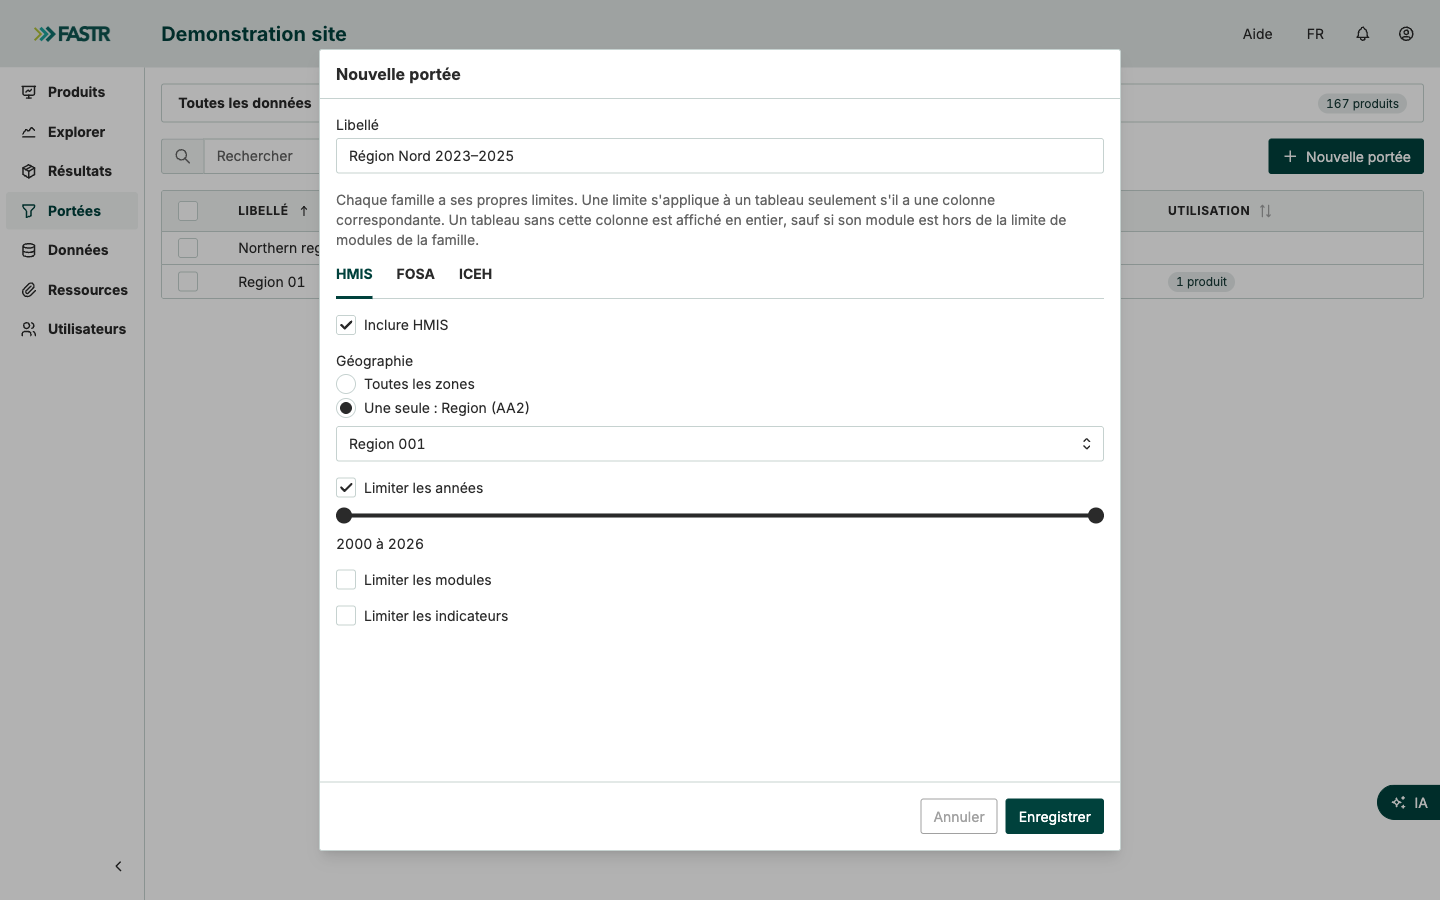 FASTR
Demonstration site
Aide
FR
Produits
Explorer
Résultats
Portées
Données
Ressources
Utilisateurs
Toutes les données
167 produits
Rechercher
Nouvelle portée
LIBELLÉ
UTILISATION
Northern reg
Region 01
1 produit
Nouvelle portée
Libellé
Région Nord 2023–2025
Chaque famille a ses propres limites. Une limite s'applique à un tableau seulement s'il a une colonne
correspondante. Un tableau sans cette colonne est affiché en entier, sauf si son module est hors de la limite de
modules de la famille.
HMIS FOSA ICEH
Inclure HMIS
Géographie
Toutes les zones
Une seule : Region (AA2)
Region 001
Limiter les années
2000 à 2026
Limiter les modules
Limiter les indicateurs
Annuler
Enregistrer
IA